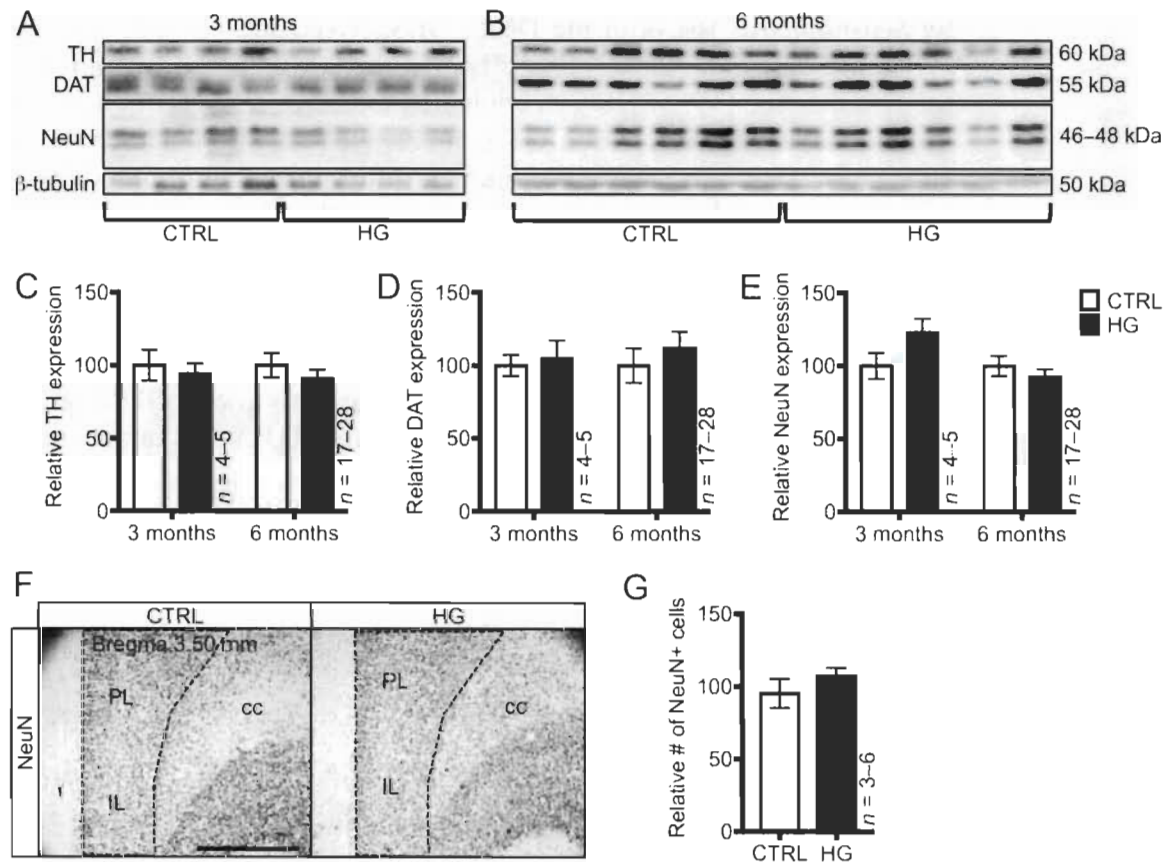 A 3 months B 6 months
TH 60 kDa
DAT 55 kDa
NeuN 46–48 kDa
β-tubulin 50 kDa
CTRL HG CTRL HG
C D E
CTRL
HG
Relative TH expression
150
100
50
0
n = 4–5
n = 17–28
3 months 6 months
Relative DAT expression
150
100
50
0
n = 4–5
n = 17–28
3 months 6 months
Relative NeuN expression
150
100
50
0
n = 4–5
n = 17–28
3 months 6 months
F
CTRL HG
NeuN
Bregma 3.50 mm
PL
cc
IL
PL
cc
IL
G
Relative # of NeuN+ cells
150
100
50
0
n = 3–6
CTRL HG